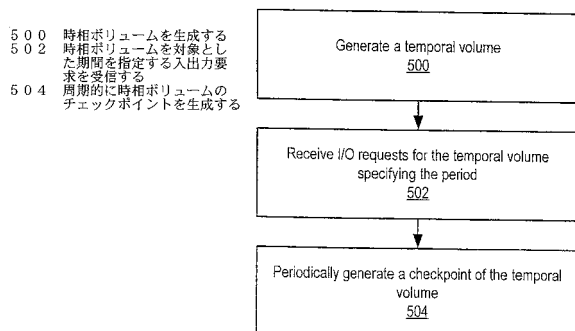 ５００ 時相ボリュームを生成する
５０２ 時相ボリュームを対象とし
た期間を指定する入出力要
求を受信する
５０４ 周期的に時相ボリュームの
チェックポイントを生成する
Generate a temporal volume
500
Receive I/O requests for the temporal volume
specifying the period
502
Periodically generate a checkpoint of the temporal
volume
504